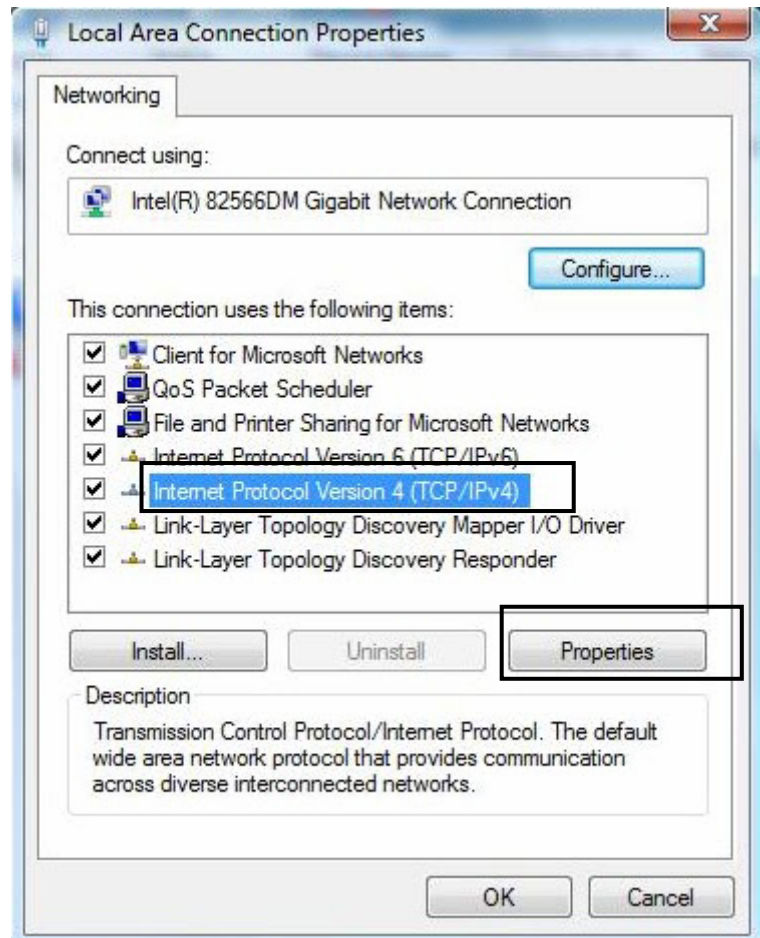 Local Area Connection Properties
Networking
Connect using:
Intel(R) 82566DM Gigabit Network Connection
Configure...
This connection uses the following items:
Client for Microsoft Networks
QoS Packet Scheduler
File and Printer Sharing for Microsoft Networks
Internet Protocol Version 6 (TCP/IPv6)
Internet Protocol Version 4 (TCP/IPv4)
Link-Layer Topology Discovery Mapper I/O Driver
Link-Layer Topology Discovery Responder
Install... Uninstall Properties
Description
Transmission Control Protocol/Internet Protocol. The default
wide area network protocol that provides communication
across diverse interconnected networks.
OK Cancel